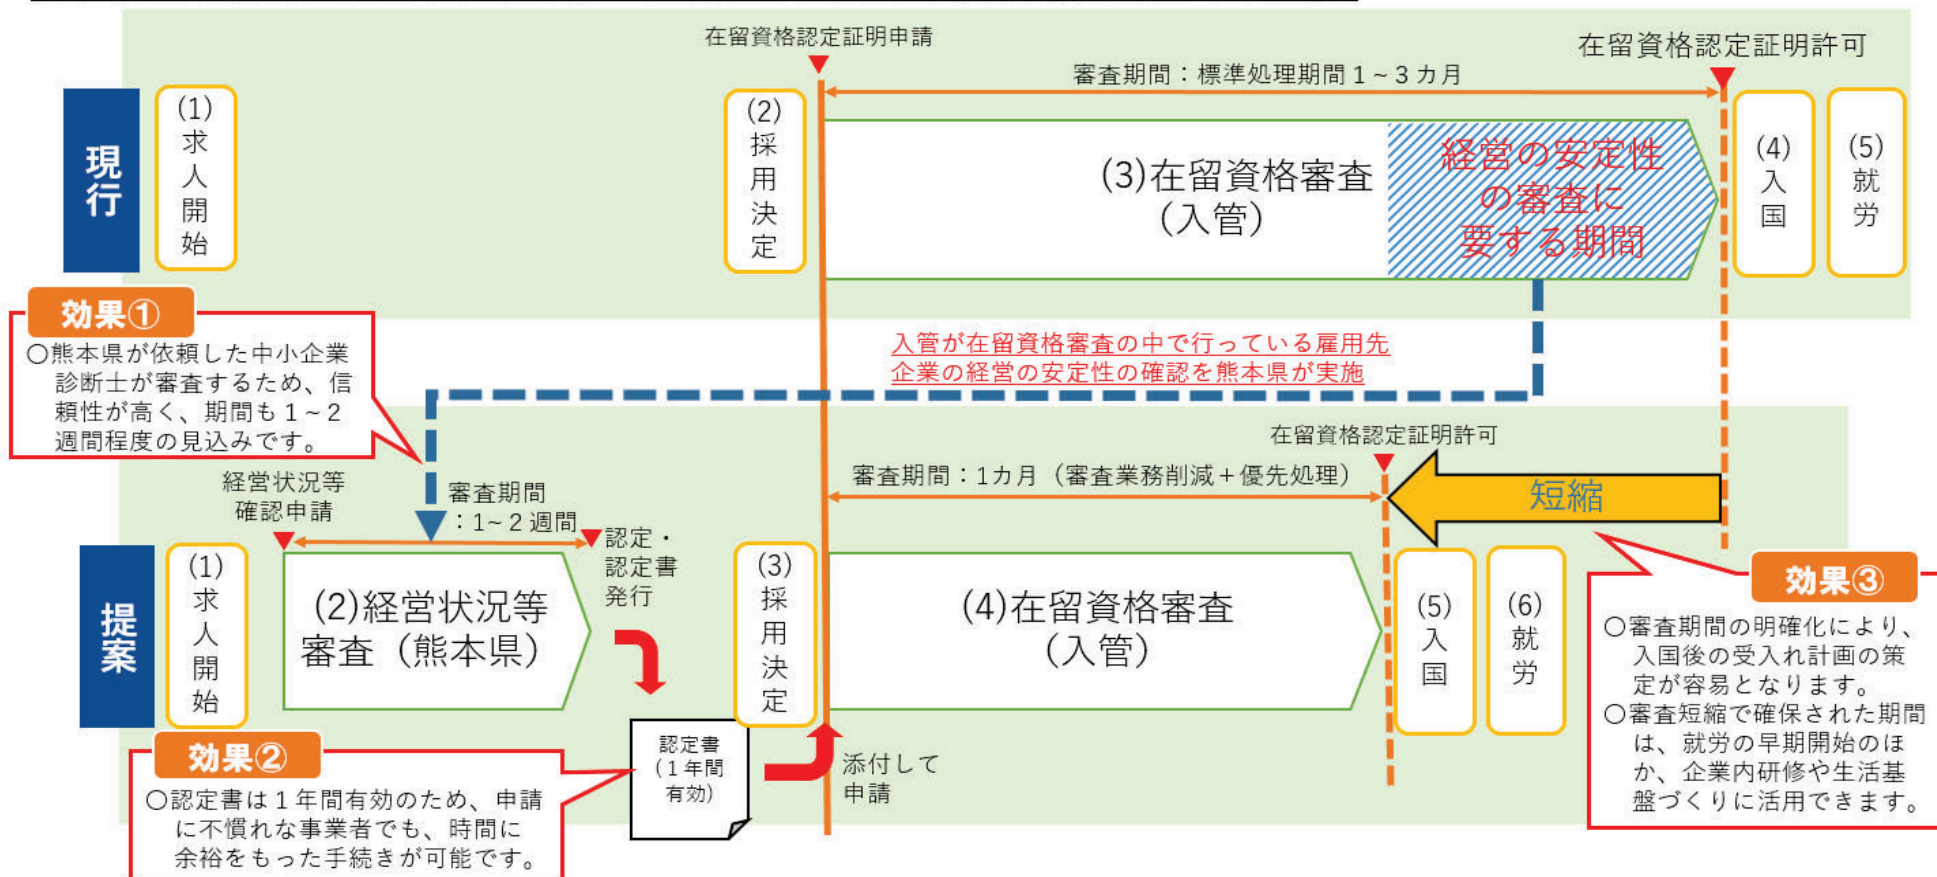 在留資格認定証明申請
在留資格認定証明許可
審査期間：標準処理期間１～３カ月
現行
(1)
求人開始
(2)
採用決定
(3)在留資格審査
（入管）
経営の安定性
の審査に
要する期間
(4)
入国
(5)
就労
効果①
〇熊本県が依頼した中小企業
診断士が審査するため、信
頼性が高く、期間も１～２
週間程度の見込みです。
入管が在留資格審査の中で行っている雇用先
企業の経営の安定性の確認を熊本県が実施
在留資格認定証明許可
審査期間：1カ月（審査業務削減＋優先処理）
短縮
経営状況等
確認申請
審査期間
：1～２週間
認定・
認定書
発行
提案
(1)
求人開始
(2)経営状況等
審査（熊本県）
(3)
採用決定
(4)在留資格審査
（入管）
(5)
入国
(6)
就労
効果③
〇審査期間の明確化により、
入国後の受入れ計画の策
定が容易となります。
〇審査短縮で確保された期間
は、就労の早期開始のほ
か、企業内研修や生活基
盤づくりに活用できます。
認定書
（１年間
有効）
添付して
申請
効果②
〇認定書は１年間有効のため、申請
に不慣れな事業者でも、時間に
余裕をもった手続きが可能です。